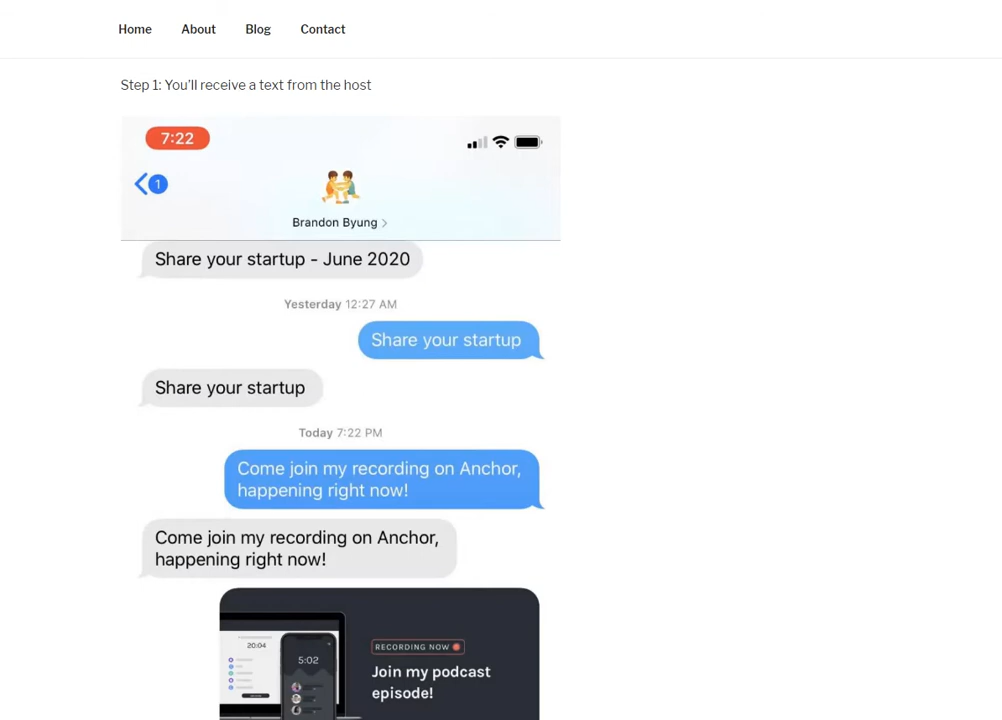 Home About Blog Contact
Step 1: You'll receive a text from the host
7:22
1
Brandon Byung >
Share your startup - June 2020
Yesterday 12:27 AM
Share your startup
Share your startup
Today 7:22 PM
Come join my recording on Anchor,
happening right now!
Come join my recording on Anchor,
happening right now!
20:04
5:02
RECORDING NOW
Join my podcast
episode!